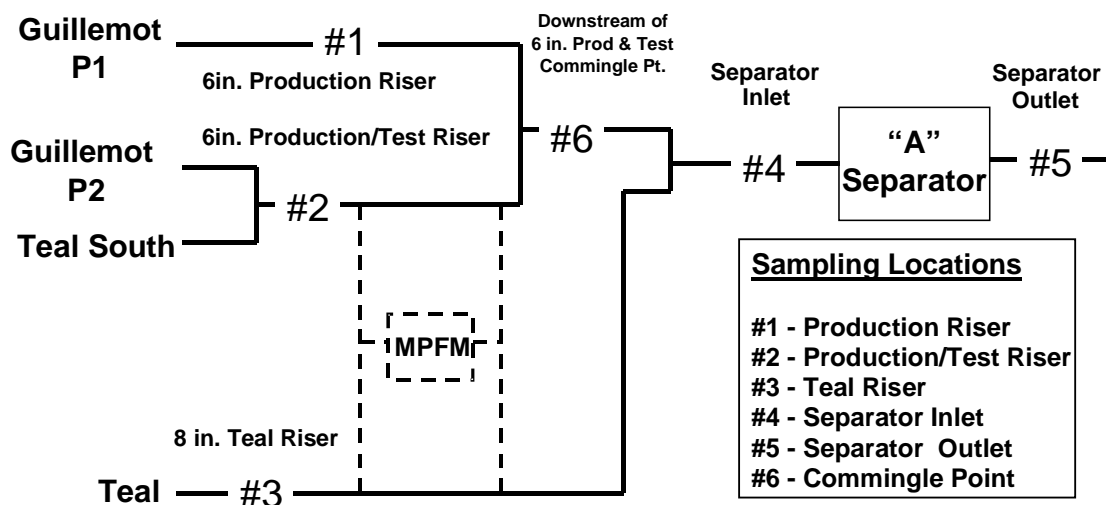 Guillemot
P1
#1
6in. Production Riser
Downstream of
6 in. Prod & Test
Commingle Pt.
6in. Production/Test Riser
#6
Separator
Inlet
Separator
Outlet
Guillemot
P2
#2
Teal South
#4
“A”
Separator
#5
MPFM
8 in. Teal Riser
Teal
#3
Sampling Locations
#1 - Production Riser
#2 - Production/Test Riser
#3 - Teal Riser
#4 - Separator Inlet
#5 - Separator Outlet
#6 - Commingle Point